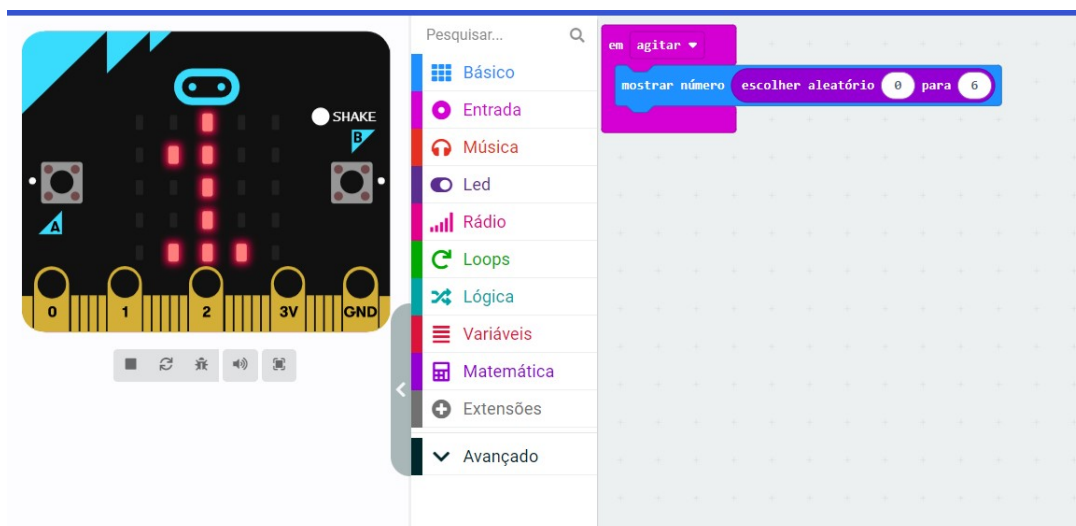 SHAKE
B
A
0 1 2 3V GND
Pesquisar...
Básico
Entrada
Música
Led
Rádio
Loops
Lógica
Variáveis
Matemática
Extensões
Avançado
em agitar
mostrar número escolher aleatório 0 para 6